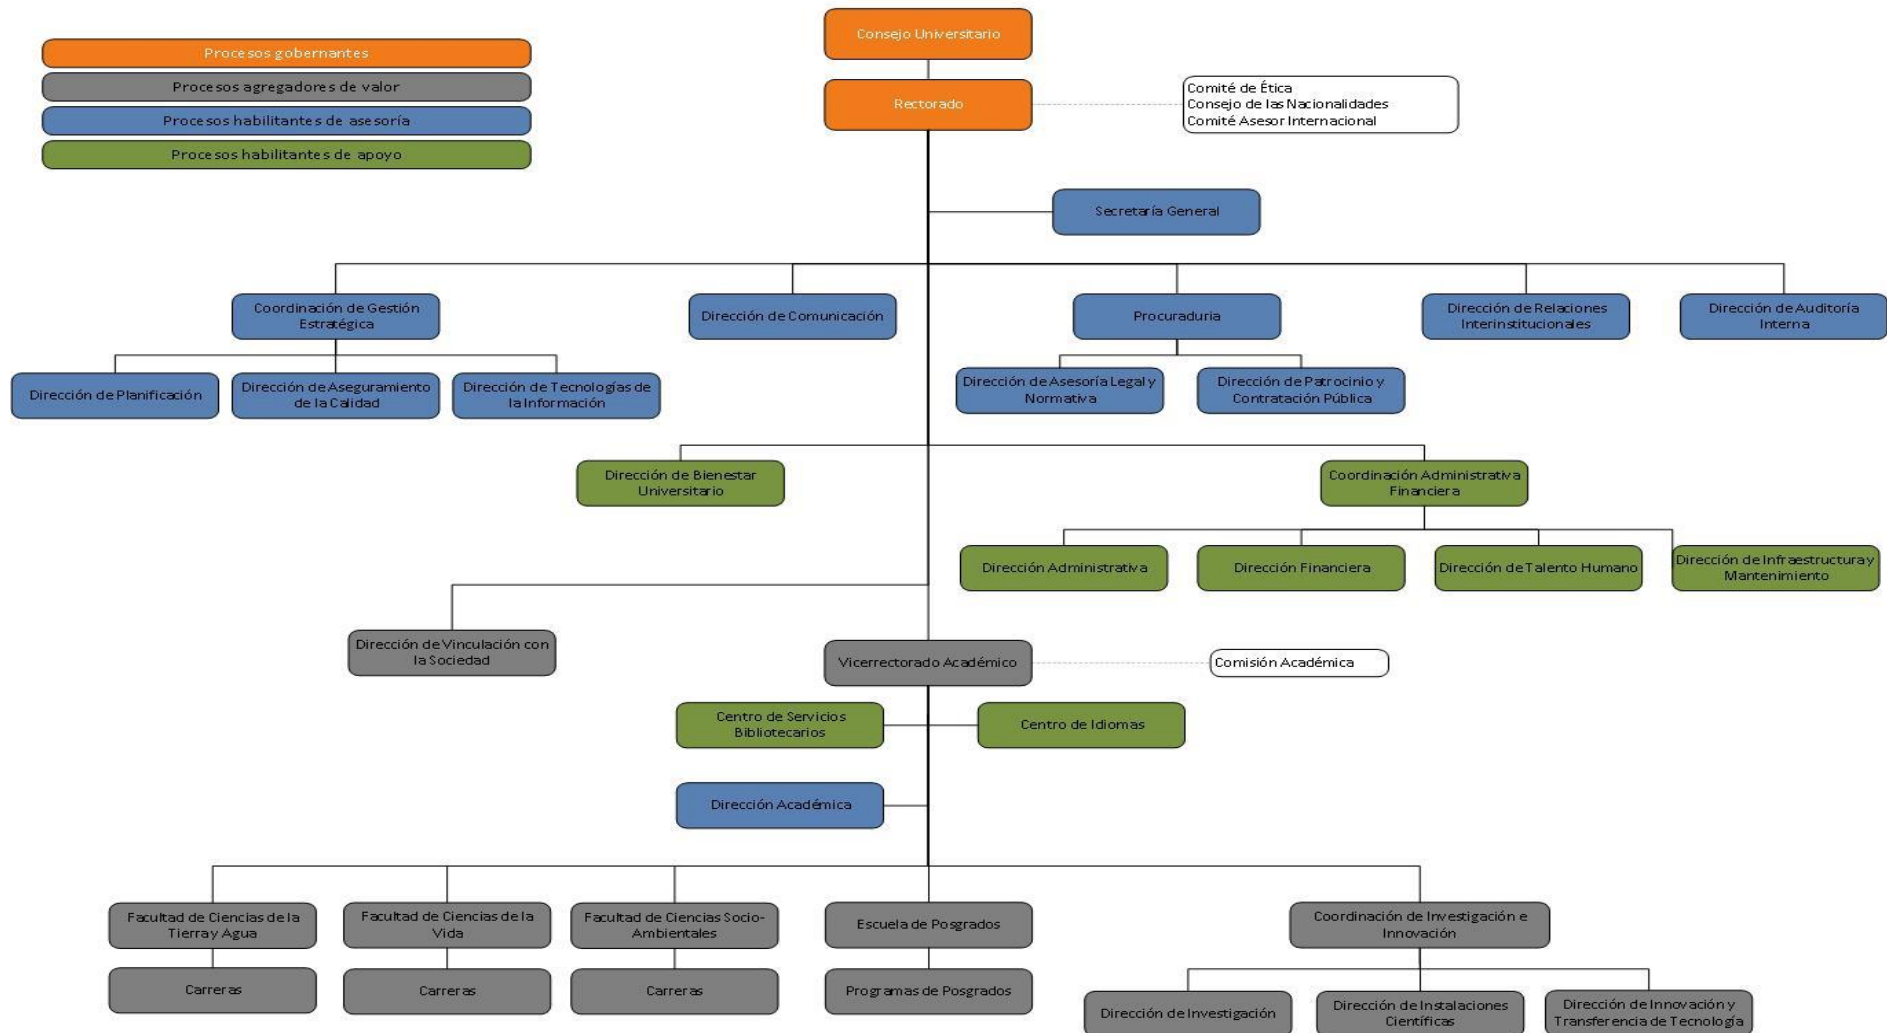 Consejo Universitario
Procesos gobernantes
Procesos agregadores de valor
Procesos habilitantes de asesoría
Procesos habilitantes de apoyo
Rectorado
Comité de Ética
Consejo de las Nacionalidades
Comité Asesor Internacional
Secretaría General
Coordinación de Gestión
Estratégica
Dirección de Comunicación
Procuraduria
Dirección de Relaciones
Interinstitucionales
Dirección de Auditoría
Interna
Dirección de Planificación
Dirección de Aseguramiento
de la Calidad
Dirección de Tecnologías de
la Información
Dirección de Asesoría Legal y
Normativa
Dirección de Patrocinio y
Contratación Pública
Dirección de Bienestar
Universitario
Coordinación Administrativa
Financiera
Dirección Administrativa
Dirección Financiera
Dirección de Talento Humano
Dirección de Infraestructura y
Mantenimiento
Dirección de Vinculación con
la Sociedad
Vicerrectorado Académico
Comisión Académica
Centro de Servicios
Bibliotecarios
Centro de Idiomas
Dirección Académica
Facultad de Ciencias de la
Tierra y Agua
Facultad de Ciencias de la
Vida
Facultad de Ciencias Socio-
Ambientales
Escuela de Posgrados
Coordinación de Investigación e
Innovación
Carreras
Carreras
Carreras
Programas de Posgrados
Dirección de Investigación
Dirección de Instalaciones
Científicas
Dirección de Innovación y
Transferencia de Tecnología